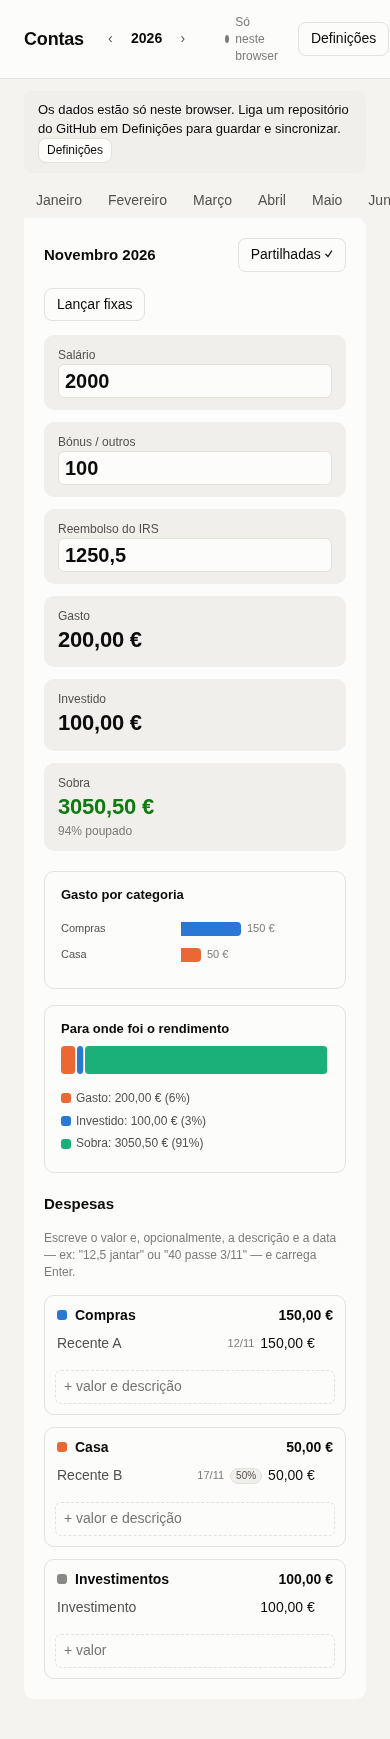 Contas ‹ 2026 › Só neste browser Definições
Os dados estão só neste browser. Liga um repositório
do GitHub em Definições para guardar e sincronizar.
Definições
Janeiro Fevereiro Março Abril Maio Jun
Novembro 2026 Partilhadas ✓
Lançar fixas
Salário
2000
Bónus / outros
100
Reembolso do IRS
1250,5
Gasto
200,00 €
Investido
100,00 €
Sobra
3050,50 €
94% poupado
Gasto por categoria
Compras 150 €
Casa 50 €
Para onde foi o rendimento
Gasto: 200,00 € (6%)
Investido: 100,00 € (3%)
Sobra: 3050,50 € (91%)
Despesas
Escreve o valor e, opcionalmente, a descrição e a data
— ex: "12,5 jantar" ou "40 passe 3/11" — e carrega
Enter.
Compras 150,00 €
Recente A 12/11 150,00 €
+ valor e descrição
Casa 50,00 €
Recente B 17/11 50% 50,00 €
+ valor e descrição
Investimentos 100,00 €
Investimento 100,00 €
+ valor